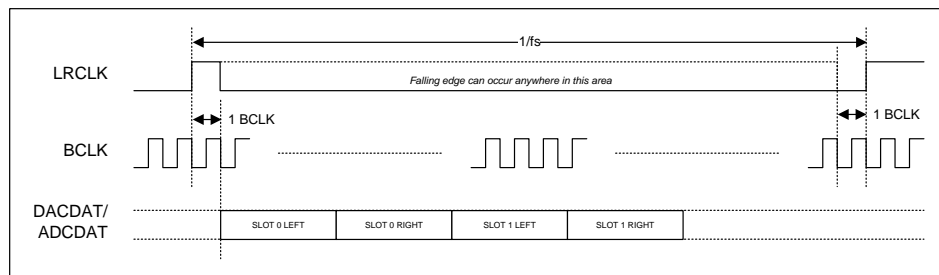 1/fs
LRCLK
Falling edge can occur anywhere in this area
1 BCLK
1 BCLK
BCLK
DACDAT/
ADCDAT
SLOT 0 LEFT
SLOT 0 RIGHT
SLOT 1 LEFT
SLOT 1 RIGHT